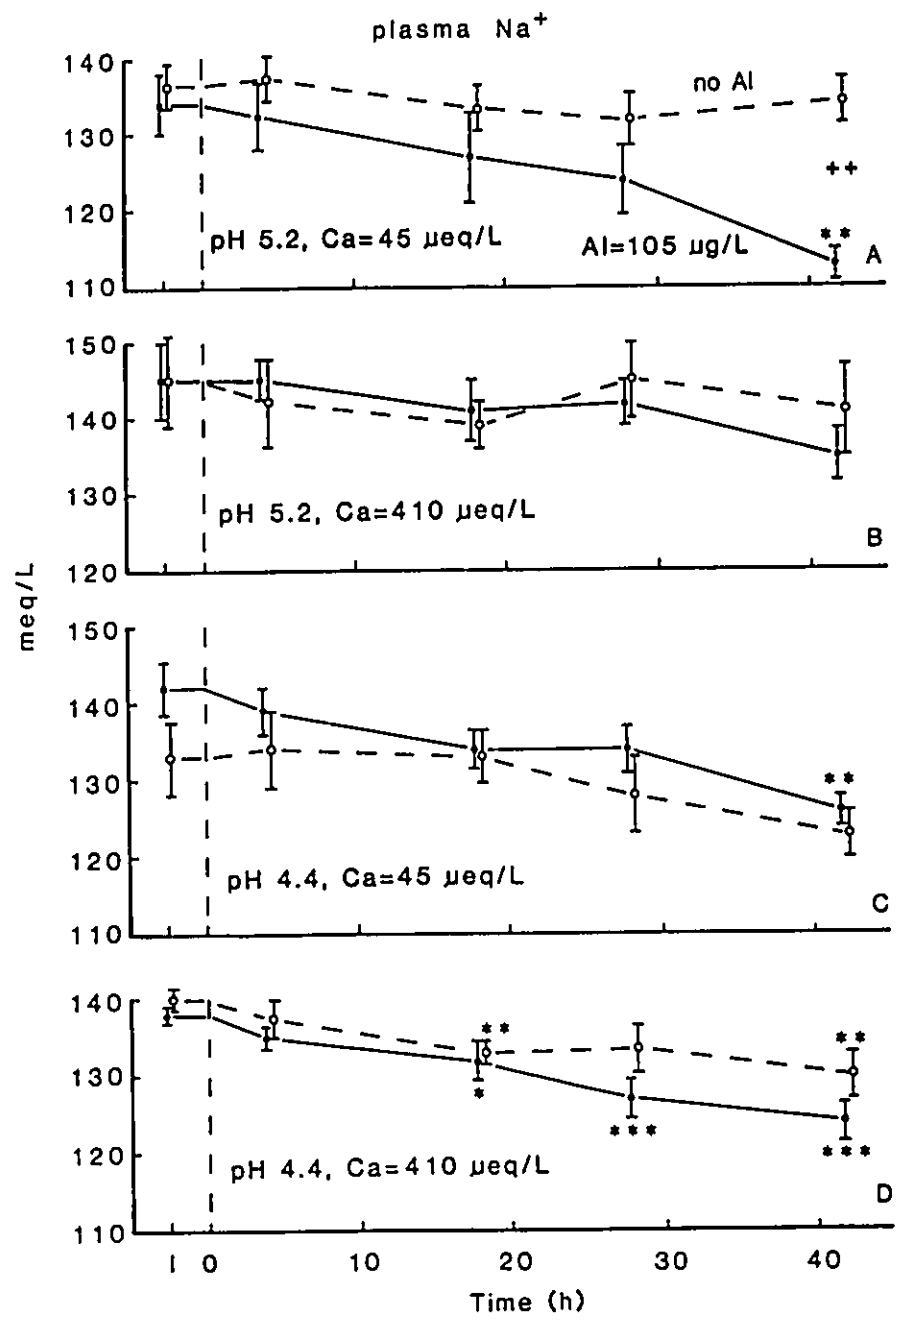 plasma Na+
140
no Al
130
++
120
**
pH 5.2, Ca=45 µeq/L
Al=105 µg/L
A
110
150
140
130
pH 5.2, Ca=410 µeq/L
B
120
meq/L
150
140
130
**
120
pH 4.4, Ca=45 µeq/L
C
110
140
**
**
130
*
***
120
***
pH 4.4, Ca=410 µeq/L
D
110
I 0 10 20 30 40
Time (h)